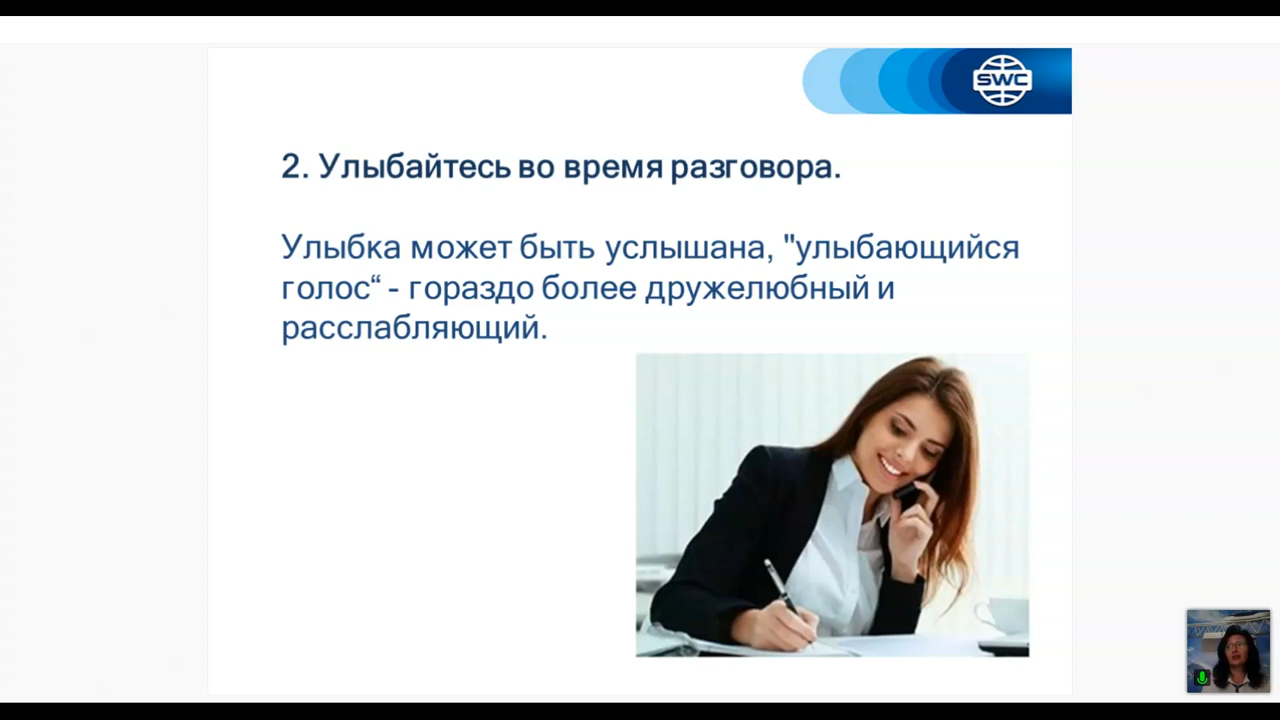 SWC
2. Улыбайтесь во время разговора.
Улыбка может быть услышана, "улыбающийся
голос“ - гораздо более дружелюбный и
расслабляющий.